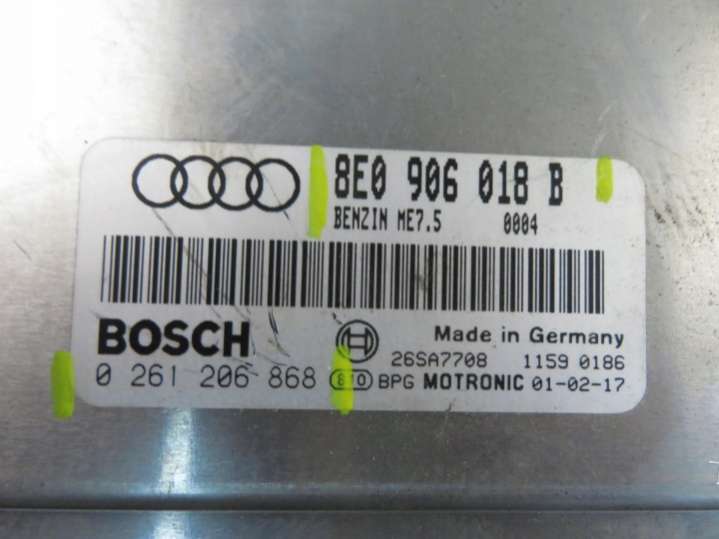 8E0 906 018 B
BENZIN ME7.5 0004
BOSCH
Made in Germany
26SA7708 1159 0186
0 261 206 868 BPG MOTRONIC 01-02-17